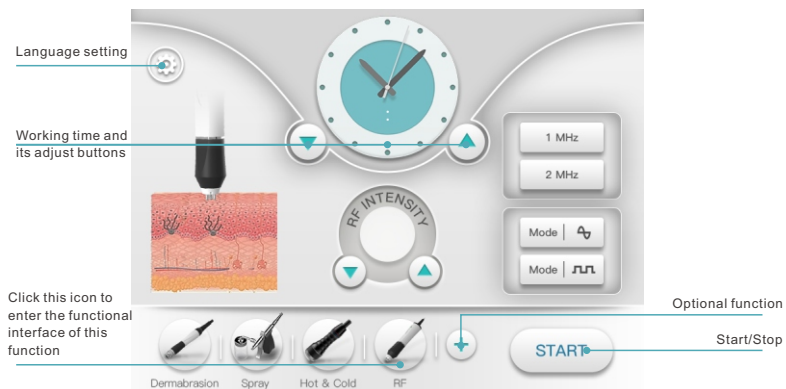 Language setting
Working time and
its adjust buttons
1 MHz
2 MHz
RF INTENSITY
Mode
Mode
Click this icon to
enter the functional
interface of this
function
Optional function
Start/Stop
START
Dermabrasion
Spray
Hot & Cold
RF